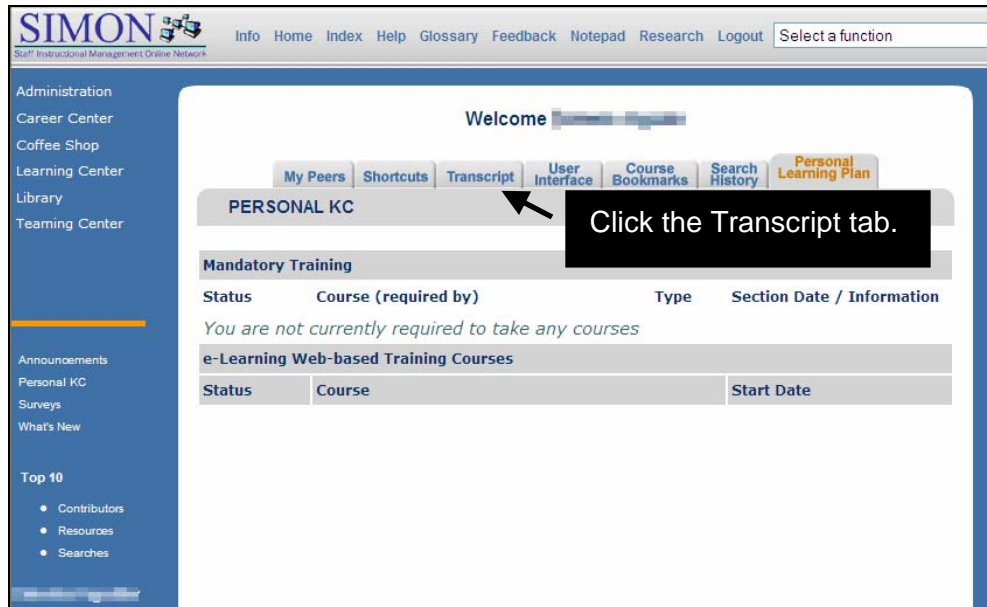 SIMON
Staff Instructional Management Online Network
Info Home Index Help Glossary Feedback Notepad Research Logout Select a function
Administration
Career Center
Coffee Shop
Learning Center
Library
Teaming Center
Announcements
Personal KC
Surveys
What's New
Top 10
Contributors
Resources
Searches
Welcome
My Peers Shortcuts Transcript User Interface Course Bookmarks Search History Personal Learning Plan
PERSONAL KC
Click the Transcript tab.
Mandatory Training
Status Course (required by) Type Section Date / Information
You are not currently required to take any courses
e-Learning Web-based Training Courses
Status Course Start Date